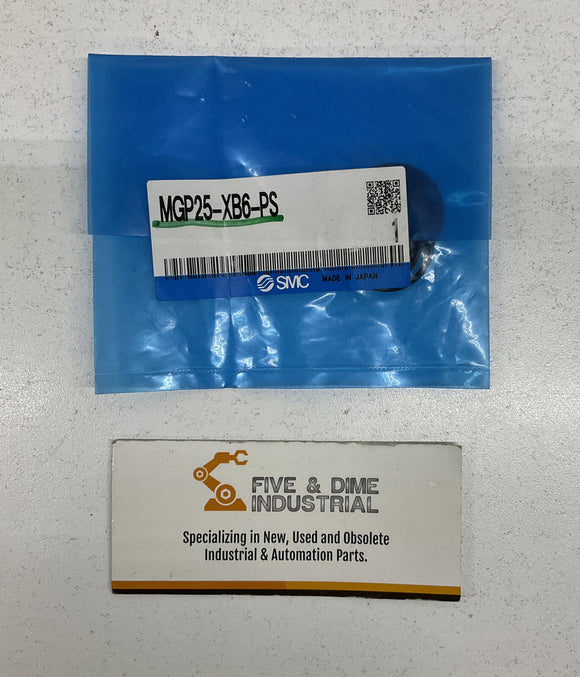 MGP25-XB6-PS
1
SMC MADE IN JAPAN
FIVE & DIME
INDUSTRIAL
Specializing in New, Used and Obsolete
Industrial & Automation Parts.